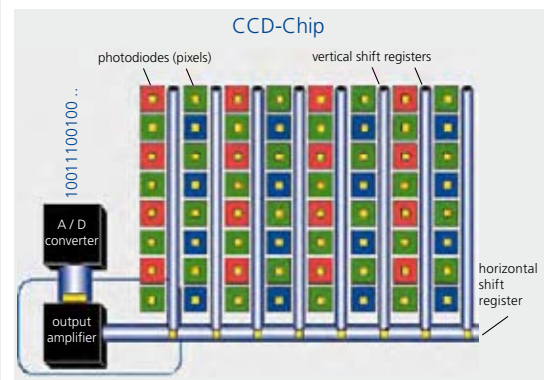 CCD-Chip
photodiodes (pixels)
vertical shift registers
10011100100 ..
A / D
converter
horizontal
shift
register
output
amplifier